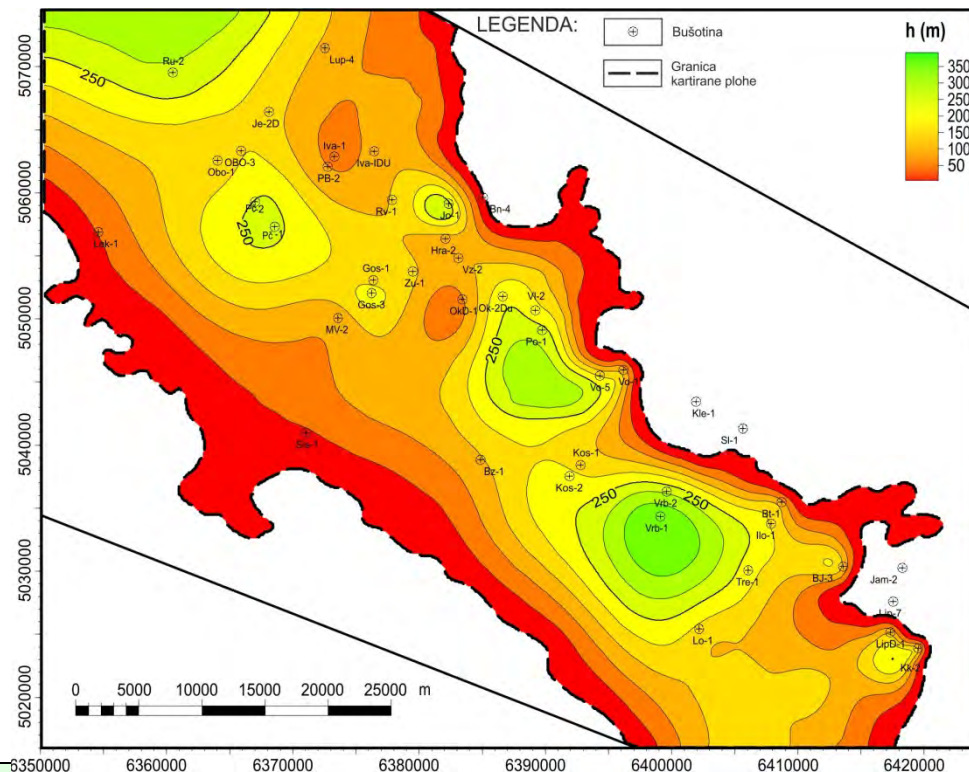 LEGENDA:
Bušotina
Granica
kartirane plohe
h (m)
350
300
250
200
150
100
50
5070000
5060000
5050000
5040000
5030000
5020000
Ru-2
250
Lup-4
Je-2D
Iva-1
Iva-IDU
OBO-3
Obo-1
PB-2
Pč-2
Rv-1
Jo-1
Bn-4
250
Pč-1
Lek-1
Hra-2
Vz-2
Gos-1
Žu-1
Gos-3
OkD-1
Ok-2Du
Vl-2
MV-2
Po-1
250
Vo-5
Vo-1
Kle-1
Sl-1
Sis-1
Bz-1
Kos-1
Kos-2
250
250
Vrb-2
Vrb-1
Bt-1
Ilo-1
Tre-1
BJ-3
Jam-2
Lip-7
Lo-1
LipD-1
0 5000 10000 15000 20000 25000 m
6350000 6360000 6370000 6380000 6390000 6400000 6410000 6420000